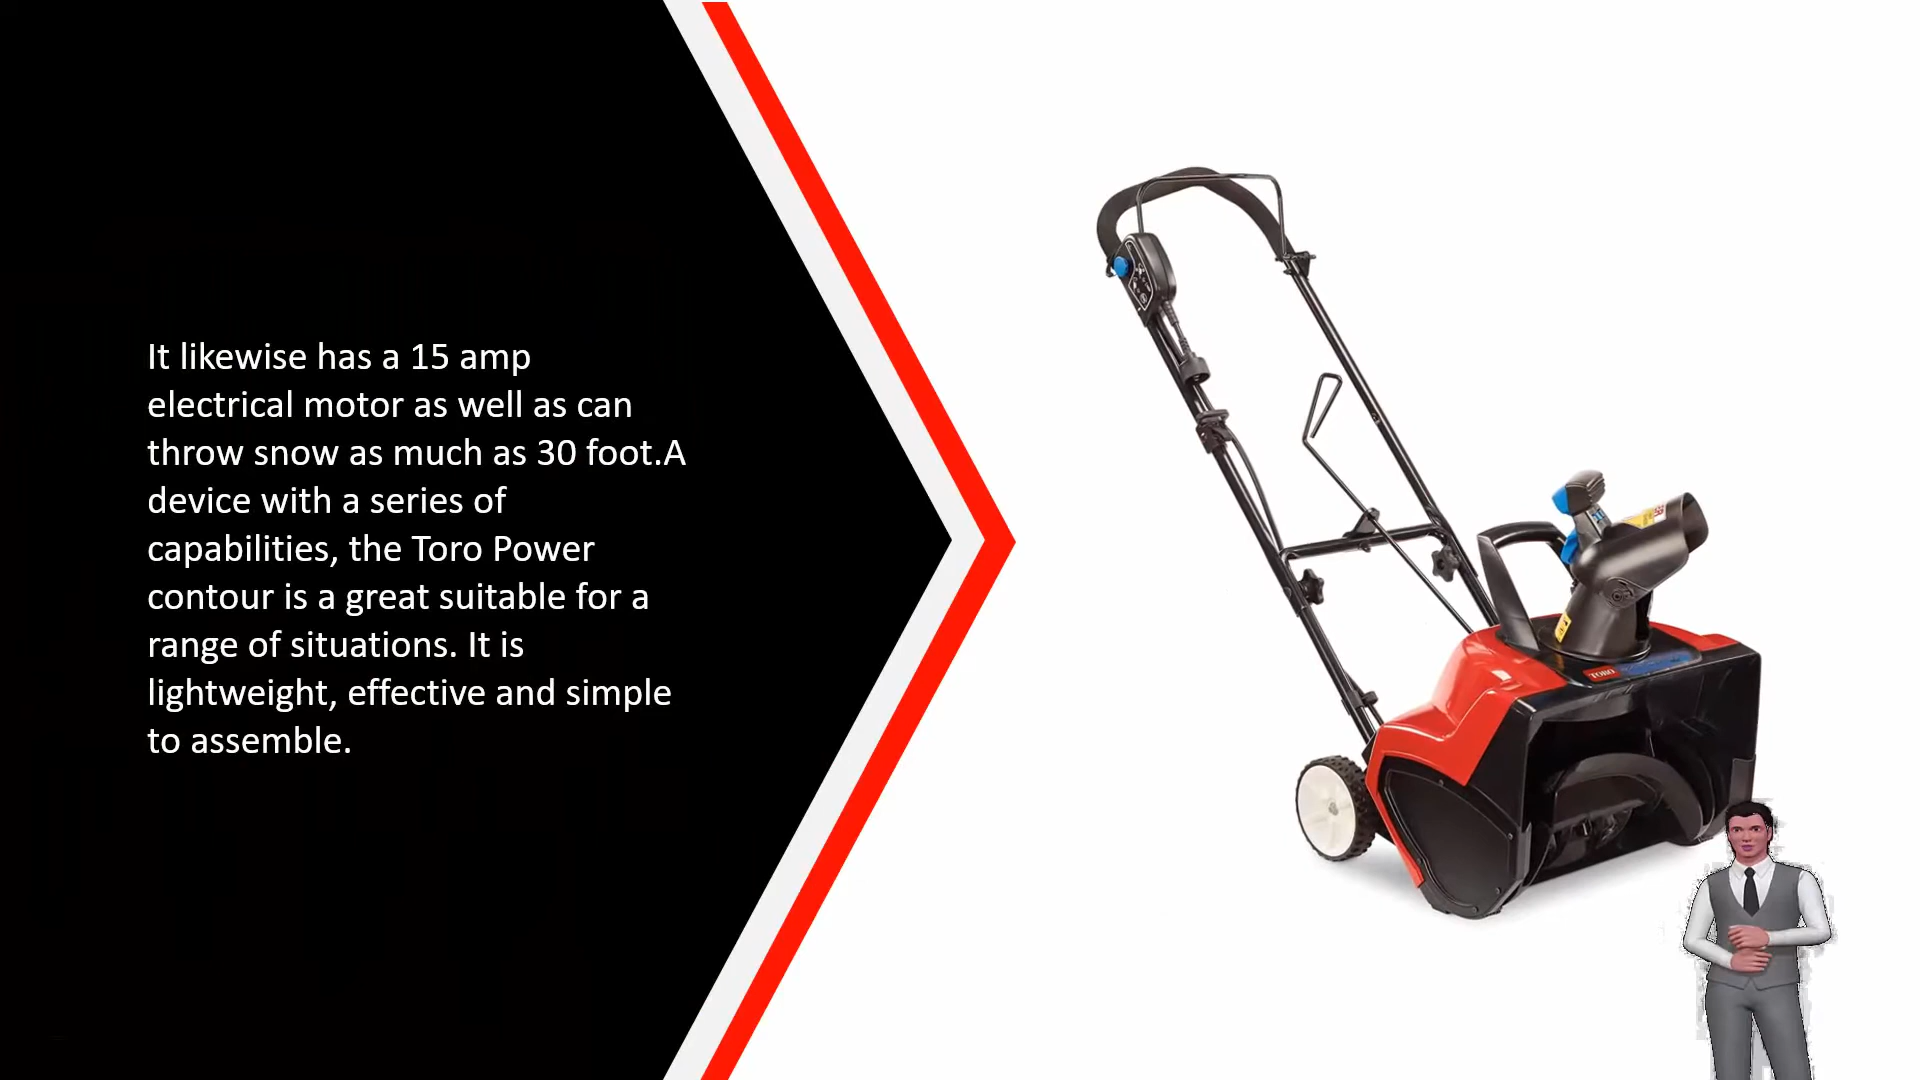 It likewise has a 15 amp
electrical motor as well as can
throw snow as much as 30 foot.A
device with a series of
capabilities, the Toro Power
contour is a great suitable for a
range of situations. It is
lightweight, effective and simple
to assemble.
TORO